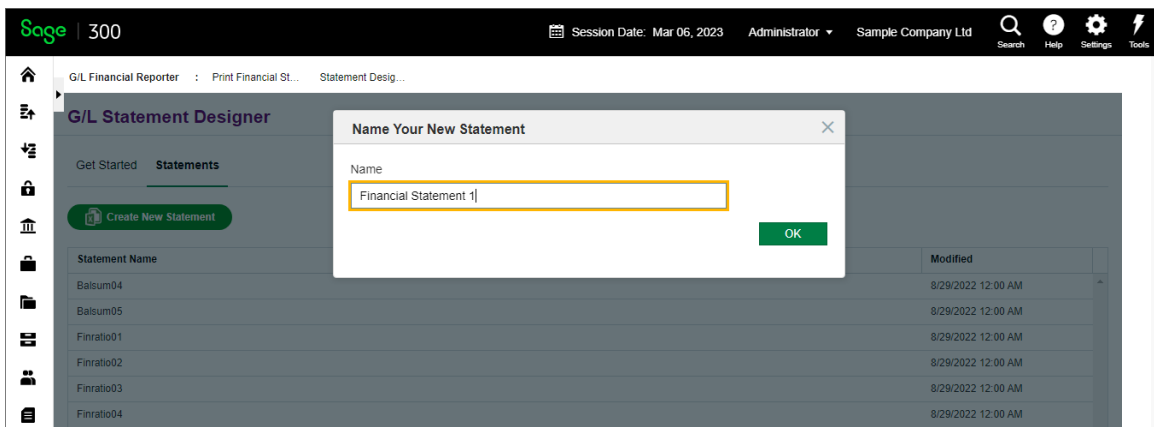 Sage 300
Session Date: Mar 06, 2023 Administrator Sample Company Ltd
Search Help Settings Tools
G/L Financial Reporter : Print Financial St... Statement Desig...
G/L Statement Designer
Name Your New Statement
Get Started Statements
Name
Financial Statement 1
Create New Statement
OK
Statement Name Modified
Balsum04 8/29/2022 12:00 AM
Balsum05 8/29/2022 12:00 AM
Finratio01 8/29/2022 12:00 AM
Finratio02 8/29/2022 12:00 AM
Finratio03 8/29/2022 12:00 AM
Finratio04 8/29/2022 12:00 AM